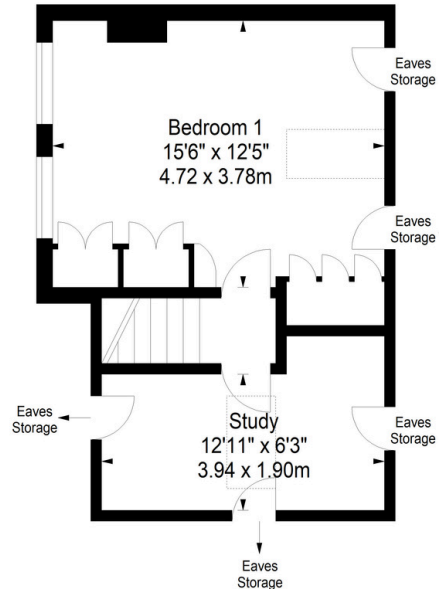 Eaves
Storage
Bedroom 1
15'6" x 12'5"
4.72 x 3.78m
Eaves
Storage
Eaves
Storage
Study
12'11" x 6'3"
3.94 x 1.90m
Eaves
Storage
Eaves
Storage